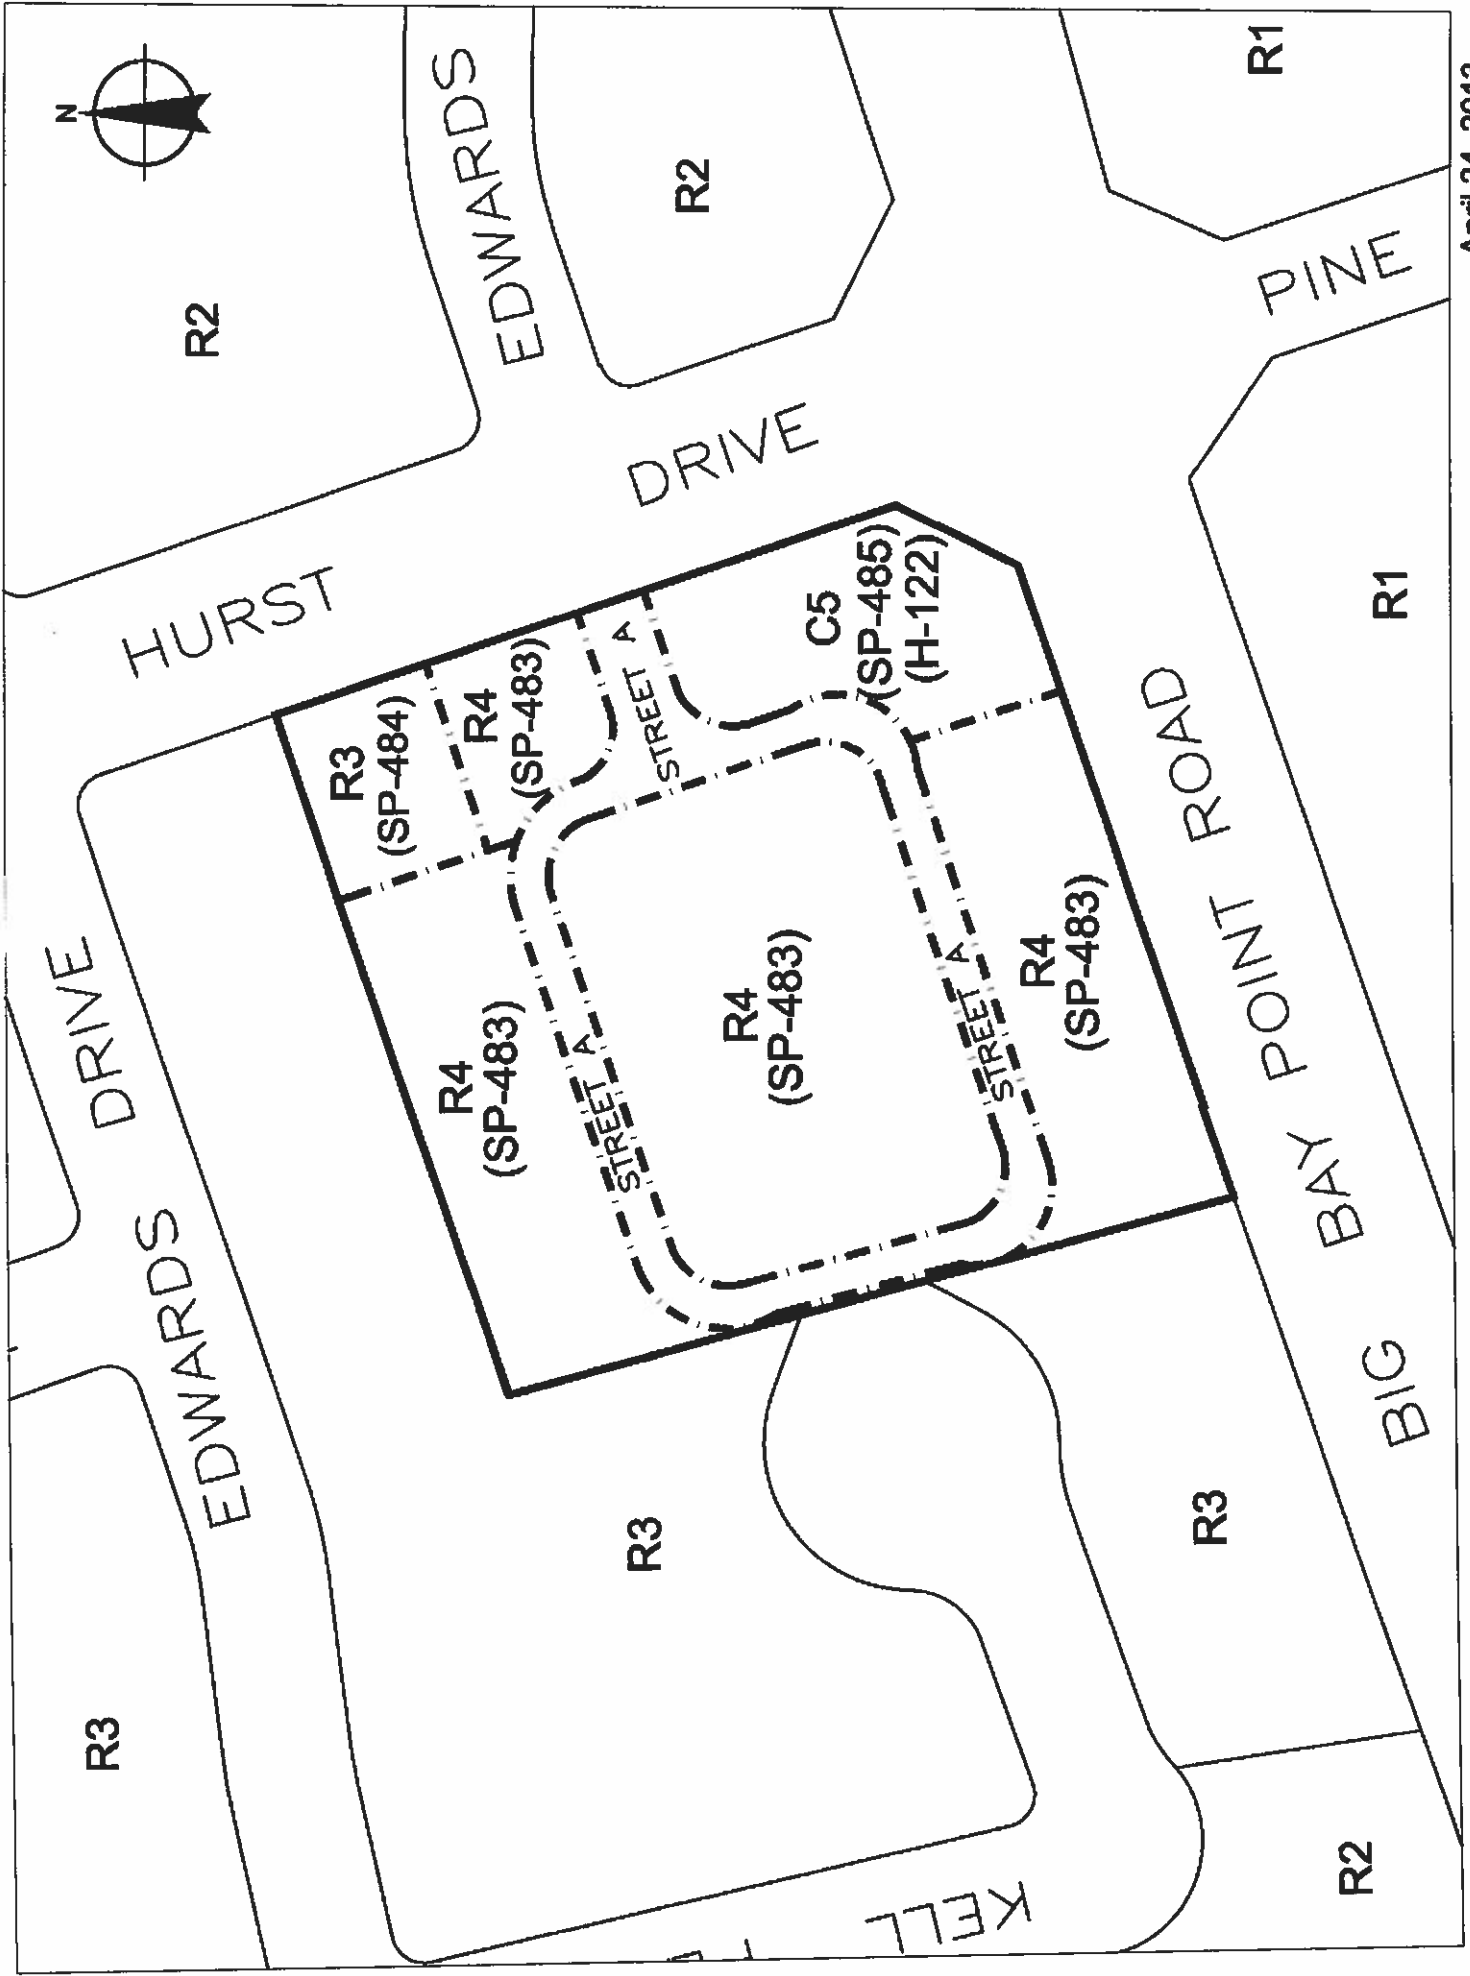 N
R2
EDWARDS
R2
R1
HURST
DRIVE
PINE
R3
(SP-484)
R4
(SP-483)
STREET A
C5
(SP-485)
(H-122)
R1
EDWARDS DRIVE
R4
(SP-483)
STREET A
R4
(SP-483)
STREET A
R4
(SP-483)
BIG BAY POINT ROAD
R3
R3
R3
R2
KELL